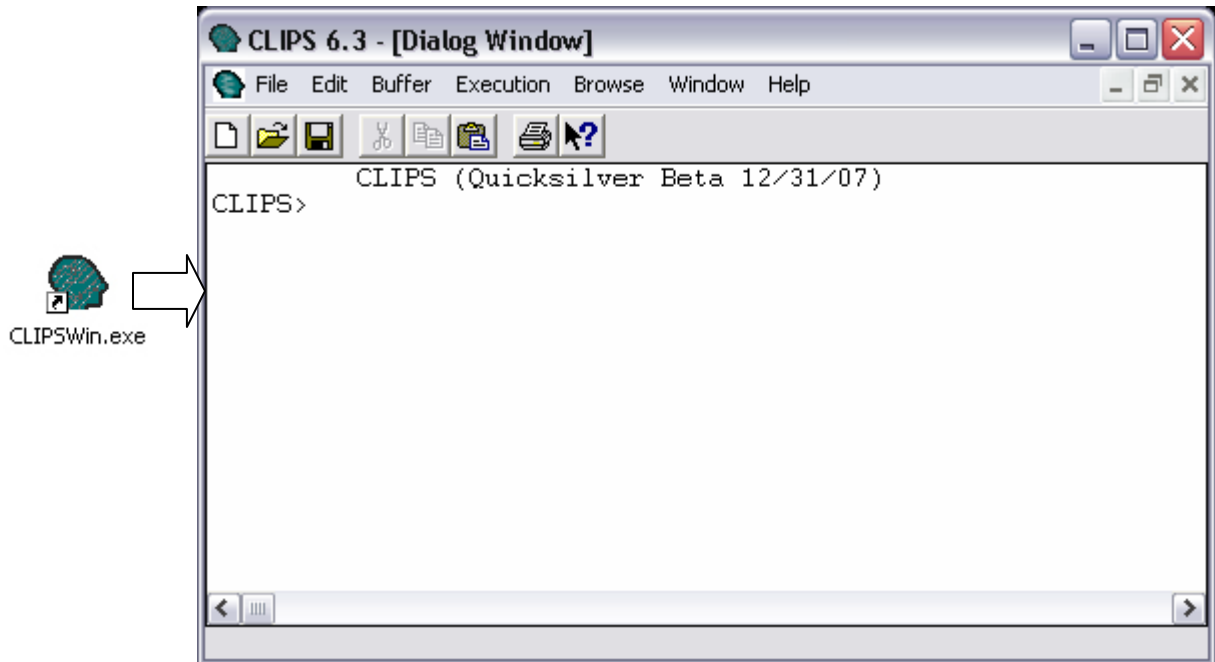 CLIPS 6.3 - [Dialog Window]
File Edit Buffer Execution Browse Window Help
CLIPS (Quicksilver Beta 12/31/07)
CLIPS>
CLIPSWin.exe